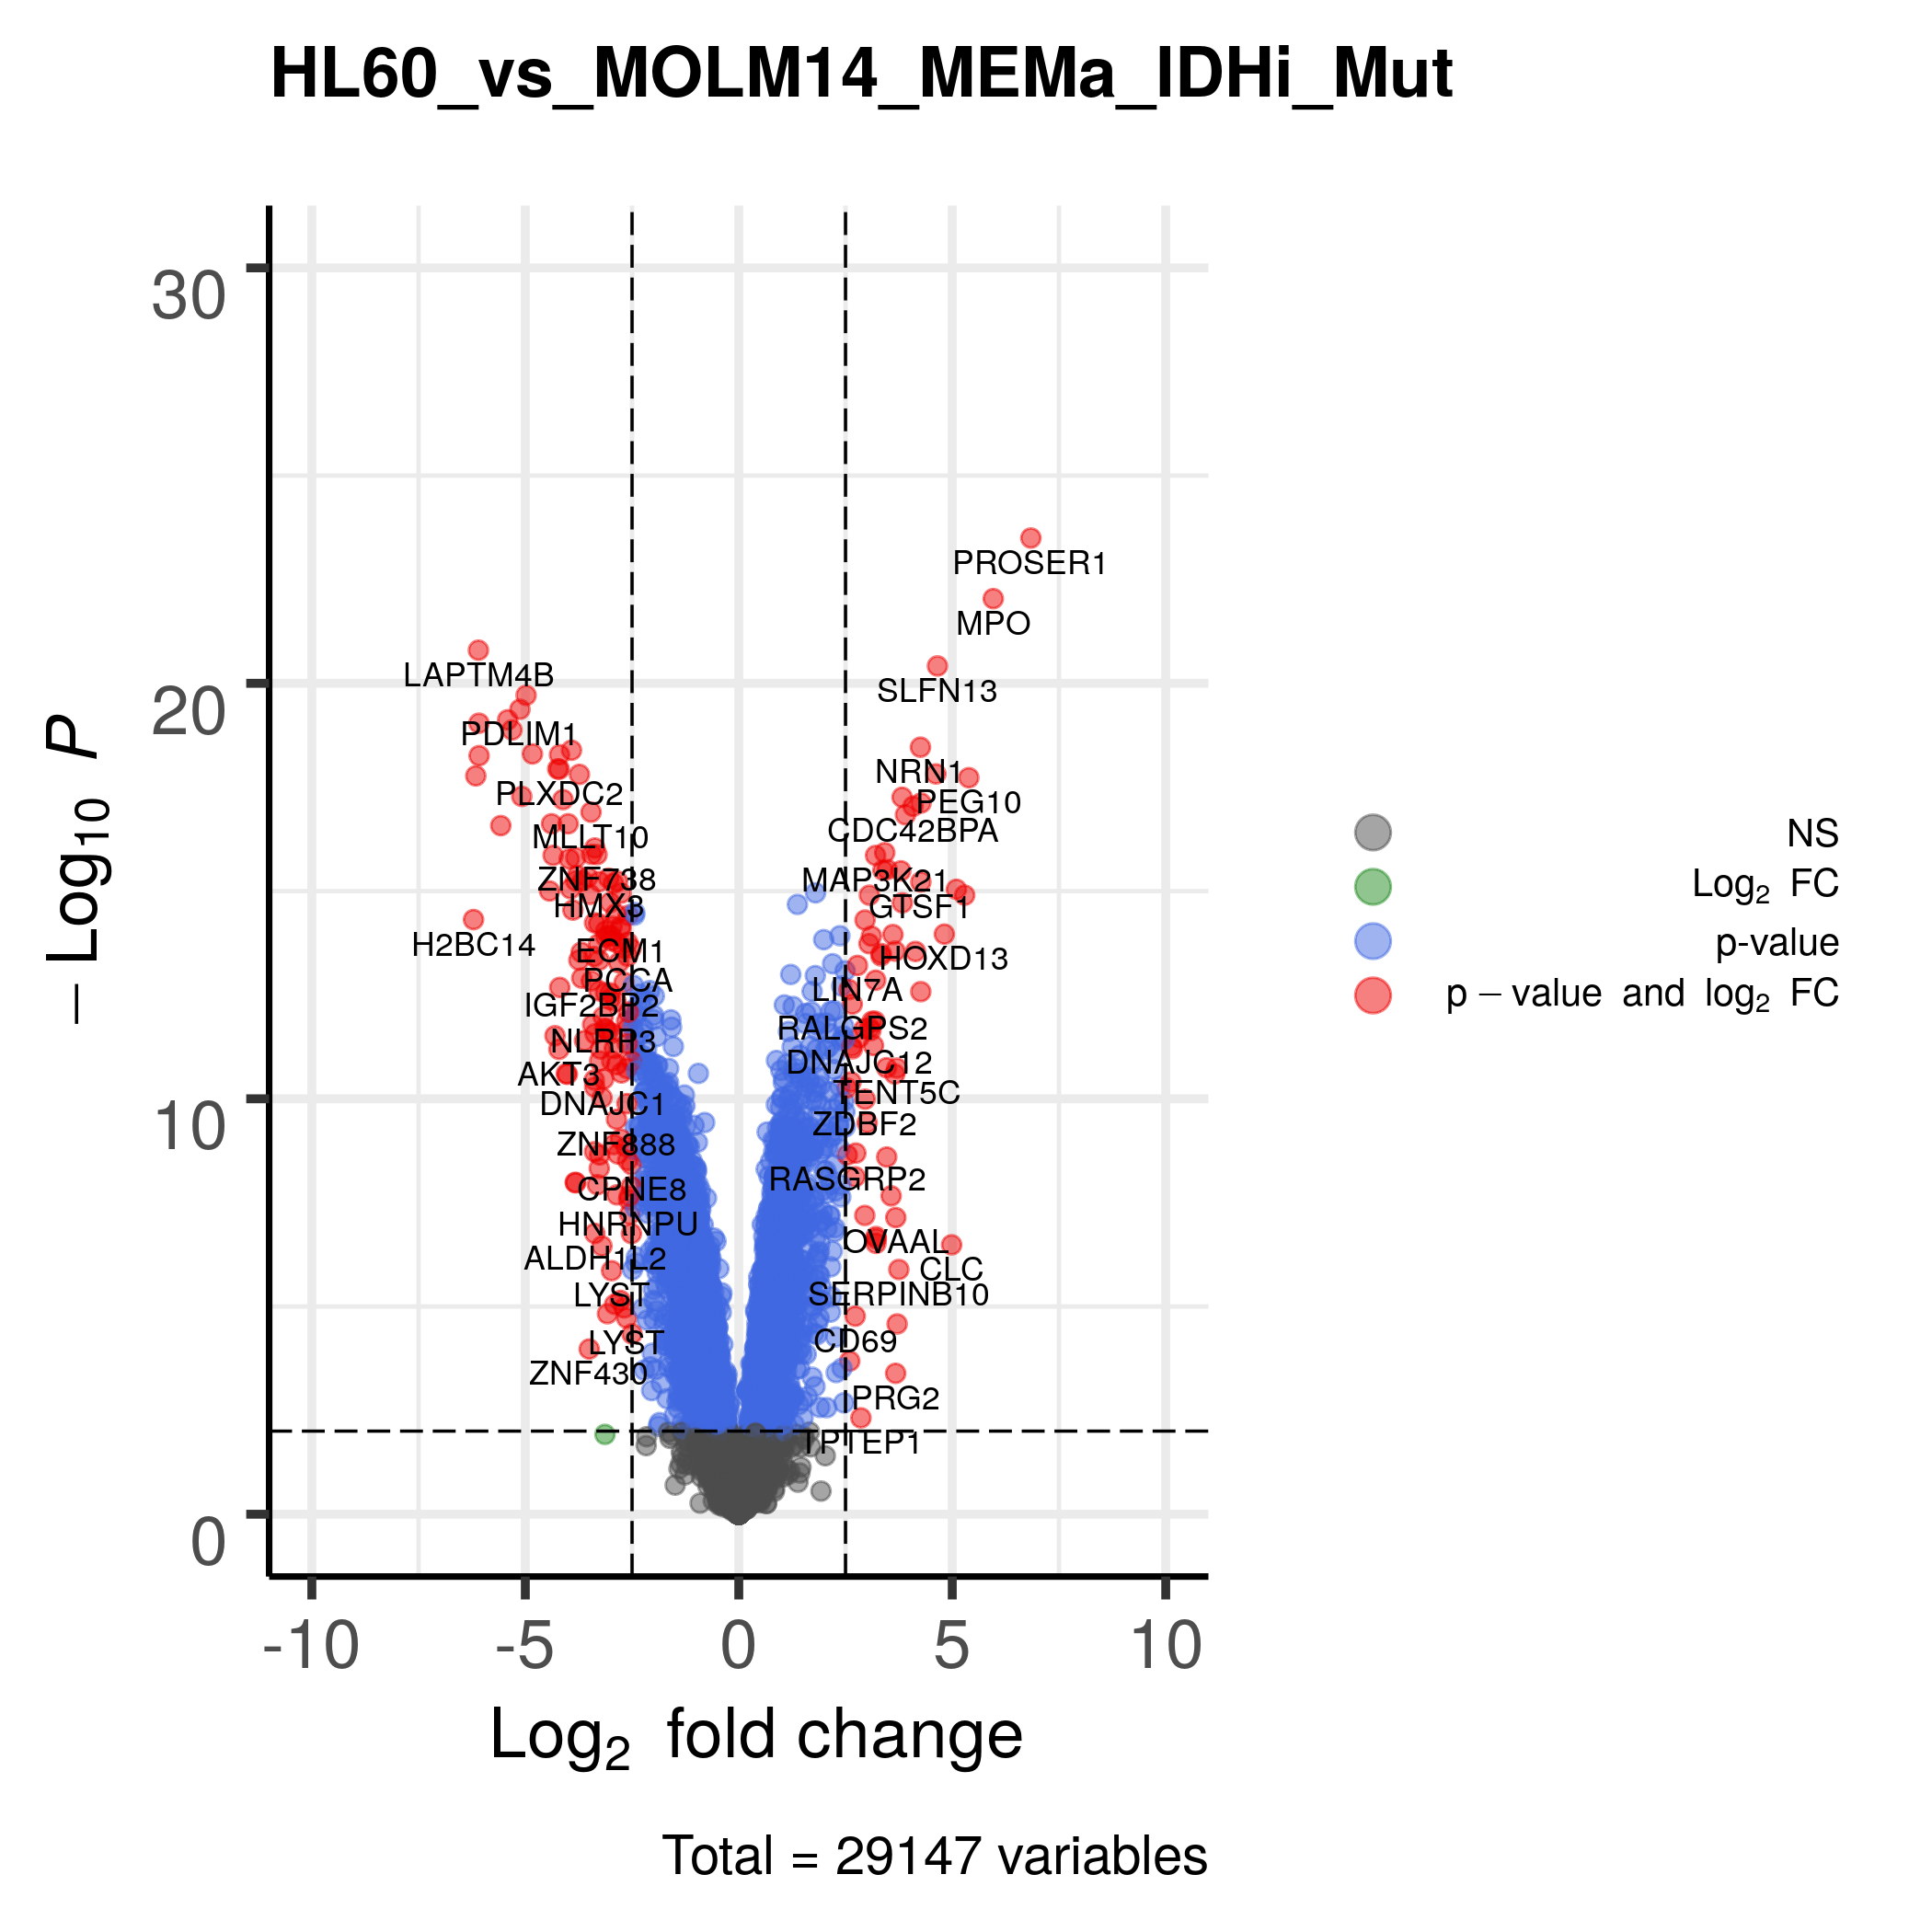 HL60_vs_MOLM14_MEMa_IDHi_Mut
30
20
10
0
− Log10 P
PROSER1
MPO
LAPTM4B
SLFN13
PDLIM1
NRN1
PLXDC2
PEG10
CDC42BPA
MLLT10
ZNF738
MAP3K21
HMX3
GTSF1
H2BC14
ECM1
HOXD13
PCCA
LIN7A
IGF2BP2
RALGPS2
NLRP3
DNAJC12
AKT3
TENT5C
DNAJC1
ZDBF2
ZNF888
RASGRP2
CPNE8
HNRNPU
OVAAL
ALDH1L2
CLC
LYST
SERPINB10
LYST
CD69
ZNF430
PRG2
TPTEP1
-10
-5
0
5
10
Log2 fold change
NS
Log2 FC
p-value
p − value and log2 FC
Total = 29147 variables